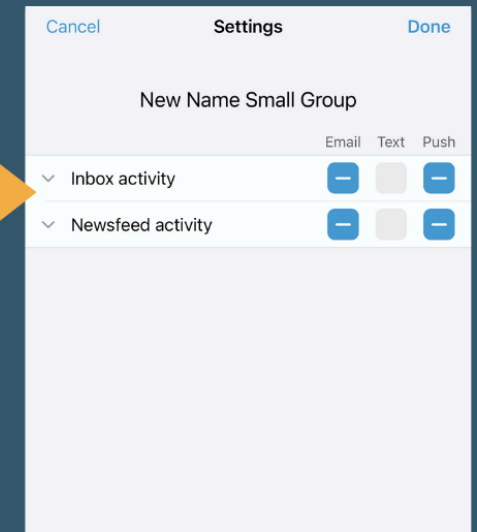 Cancel Settings Done
New Name Small Group
Email Text Push
Inbox activity
Newsfeed activity